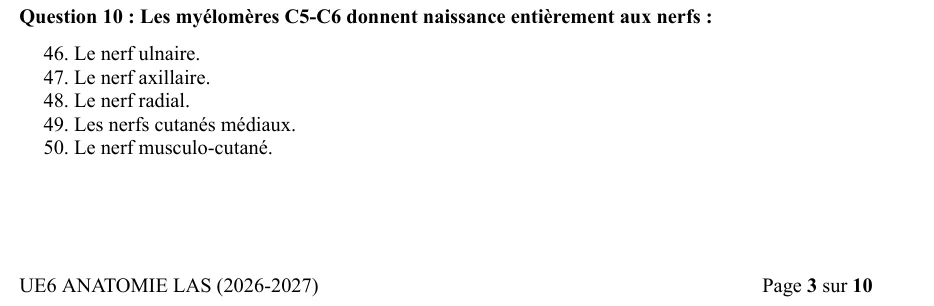 Question 10 : Les myélomères C5-C6 donnent naissance entièrement aux nerfs :
46. Le nerf ulnaire.
47. Le nerf axillaire.
48. Le nerf radial.
49. Les nerfs cutanés médiaux.
50. Le nerf musculo-cutané.
UE6 ANATOMIE LAS (2026-2027) Page 3 sur 10